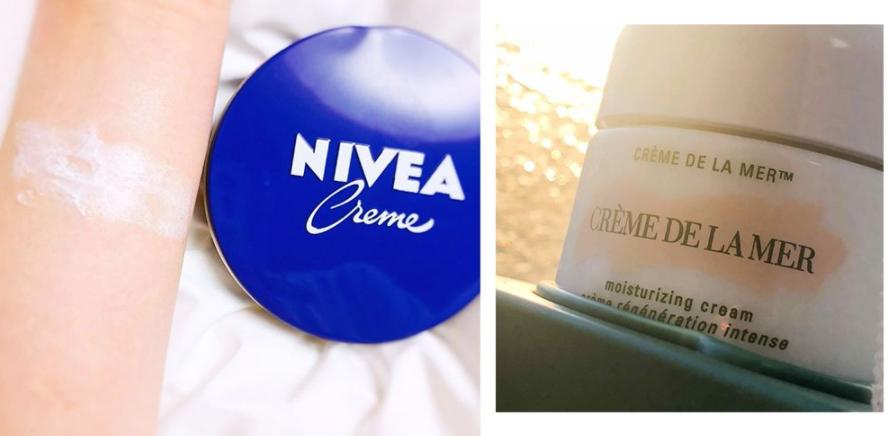 NIVEA
Creme
CRÈME DE LA MER™
CRÈME DE LA MER
moisturizing cream
crème régénération intense